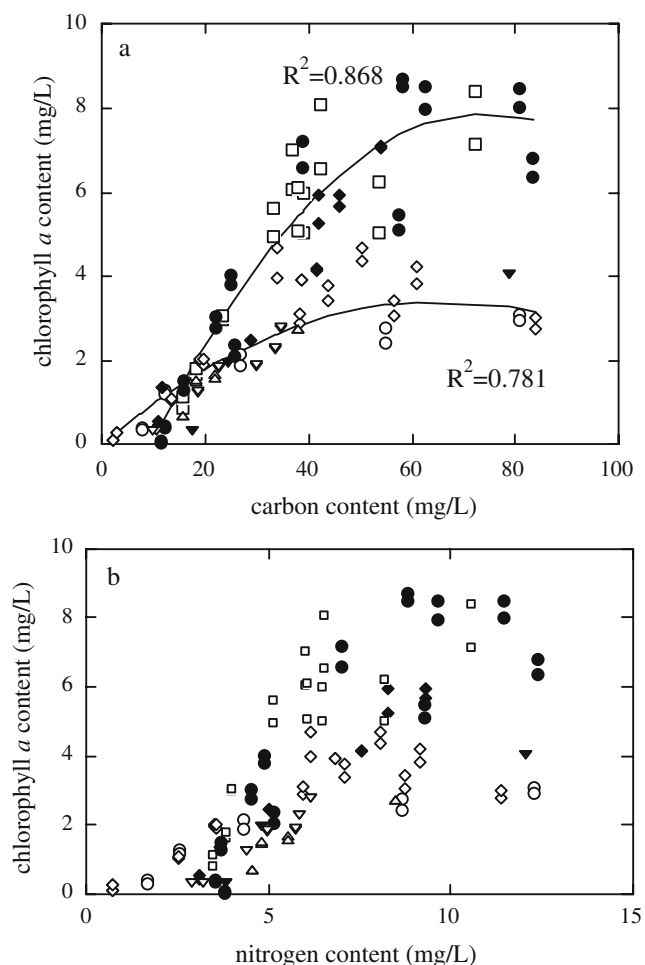 10
a
R²=0.868
8
6
4
2
R²=0.781
0
0 20 40 60 80 100
chlorophyll a content (mg/L)
carbon content (mg/L)
10
b
8
6
4
2
0
0 5 10 15
chlorophyll a content (mg/L)
nitrogen content (mg/L)